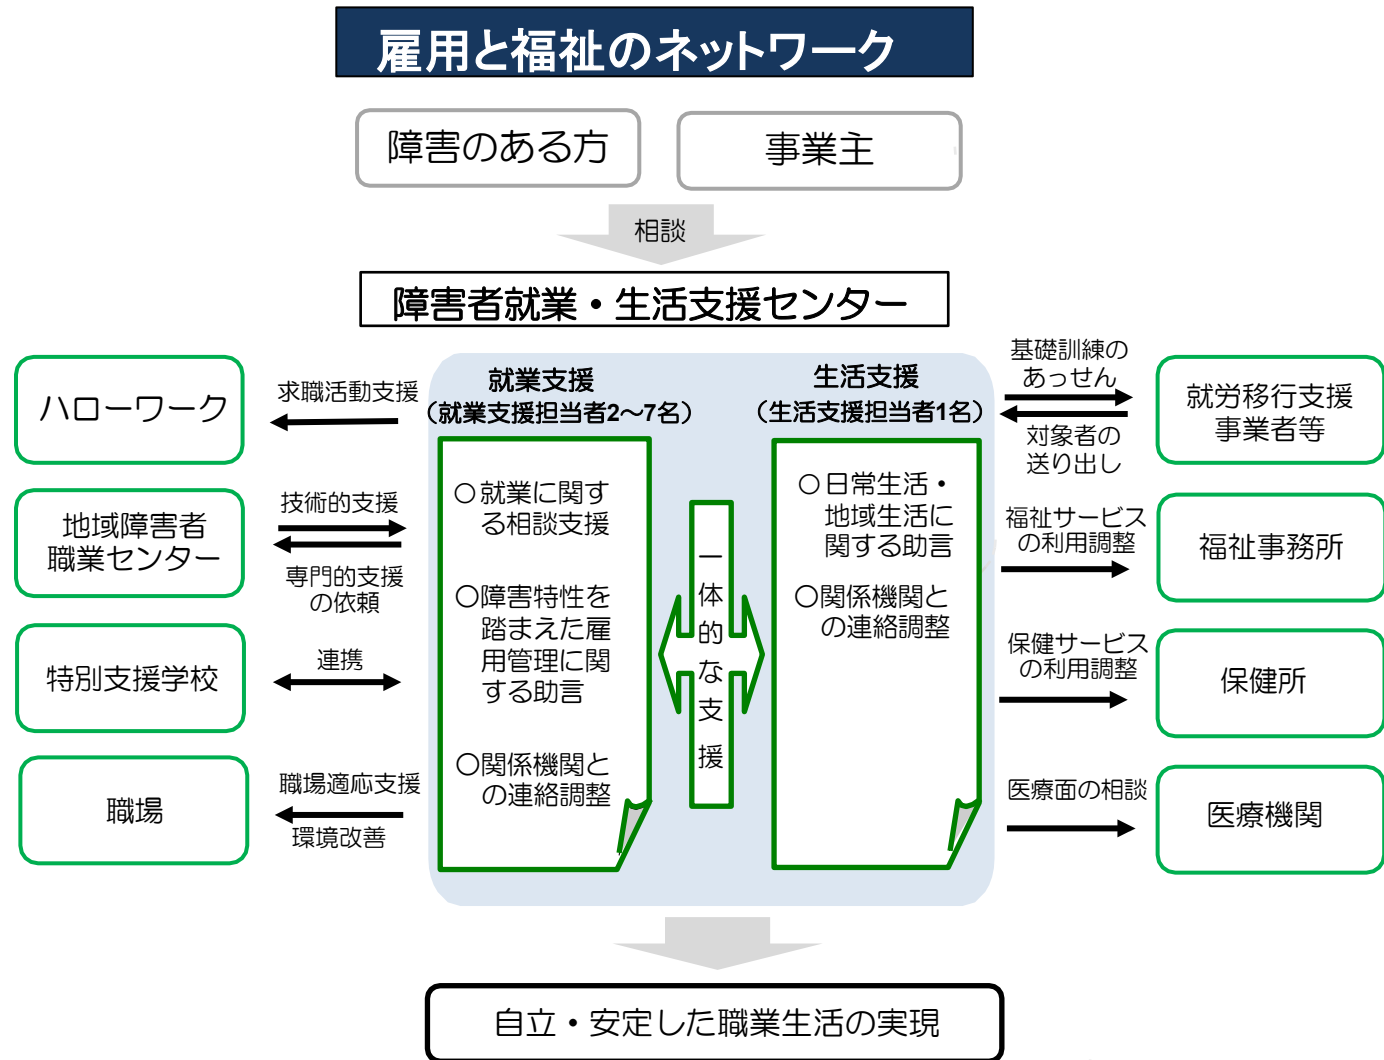 雇用と福祉のネットワーク
障害のある方
事業主
相談
障害者就業・生活支援センター
ハローワーク
求職活動支援
地域障害者
職業センター
技術的支援
専門的支援
の依頼
特別支援学校
連携
職場
職場適応支援
環境改善
就業支援
（就業支援担当者2～7名）
○就業に関す
る相談支援
○障害特性を
踏まえた雇
用管理に関
する助言
○関係機関と
の連絡調整
一体的な支援
生活支援
（生活支援担当者1名）
○日常生活・
地域生活に
関する助言
○関係機関と
の連絡調整
基礎訓練の
あっせん
対象者の
送り出し
就労移行支援
事業者等
福祉サービス
の利用調整
福祉事務所
保健サービス
の利用調整
保健所
医療面の相談
医療機関
自立・安定した職業生活の実現